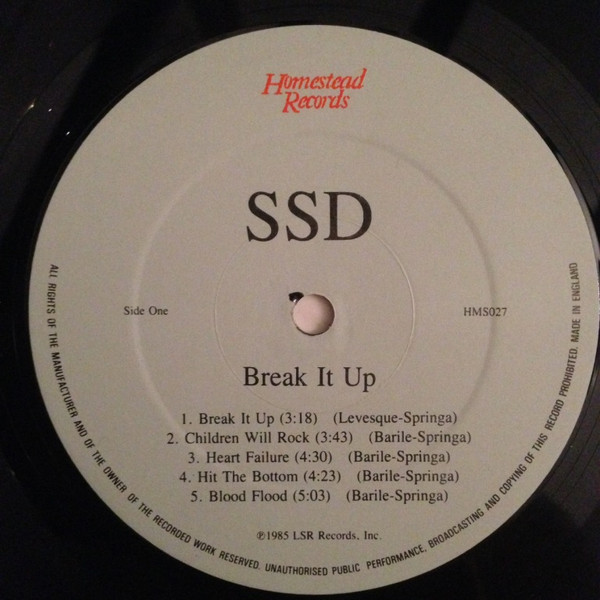 Homestead
Records
SSD
Side One
HMS027
Break It Up
1. Break It Up (3:18) (Levesque-Springa)
2. Children Will Rock (3:43) (Barile-Springa)
3. Heart Failure (4:30) (Barile-Springa)
4. Hit The Bottom (4:23) (Barile-Springa)
5. Blood Flood (5:03) (Barile-Springa)
℗1985 LSR Records, Inc.
ALL RIGHTS OF THE MANUFACTURER AND OF THE OWNER OF THE RECORDED WORK RESERVED. UNAUTHORISED PUBLIC PERFORMANCE, BROADCASTING AND COPYING OF THIS RECORD PROHIBITED. MADE IN ENGLAND